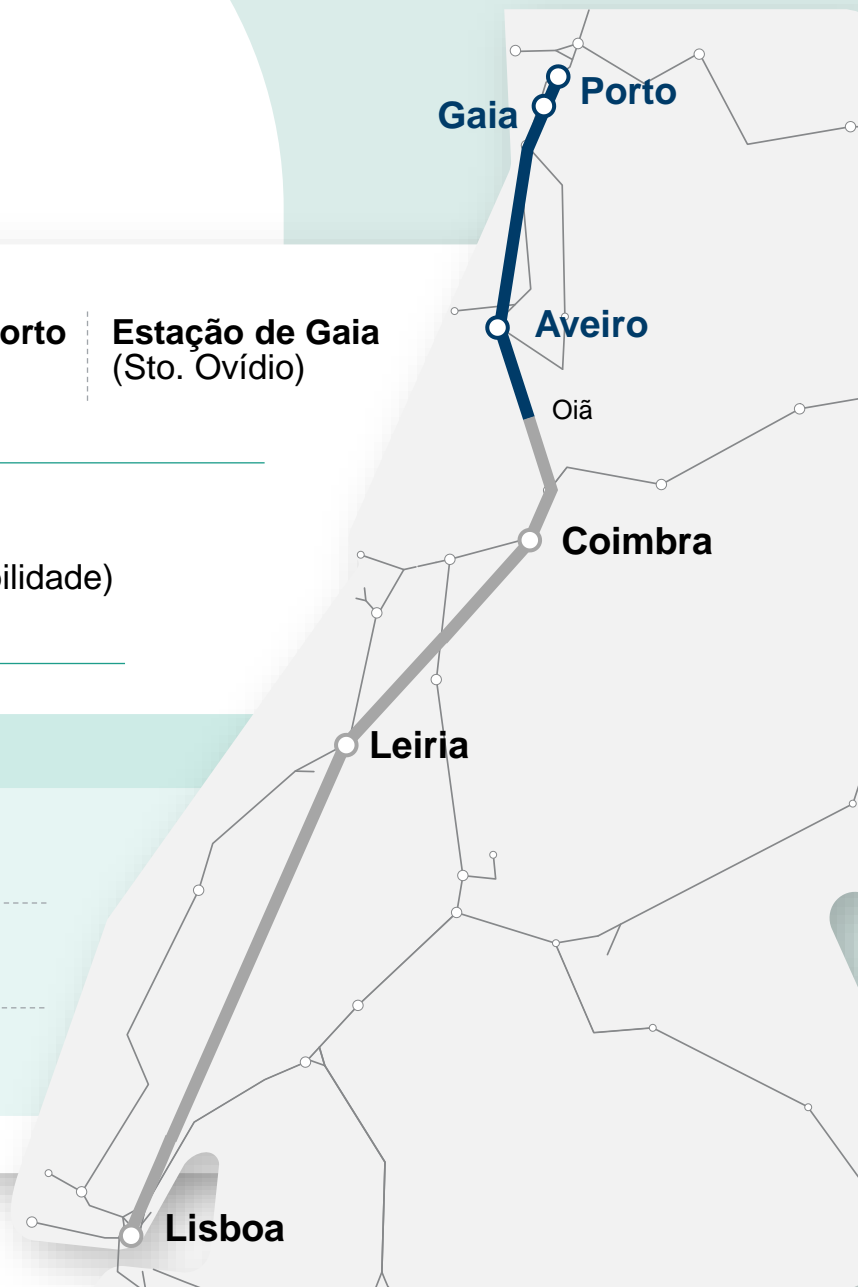 Porto
Gaia
orto
Estação de Gaia
(Sto. Ovídio)
Aveiro
Oiã
Coimbra
ilidade)
Leiria
Lisboa